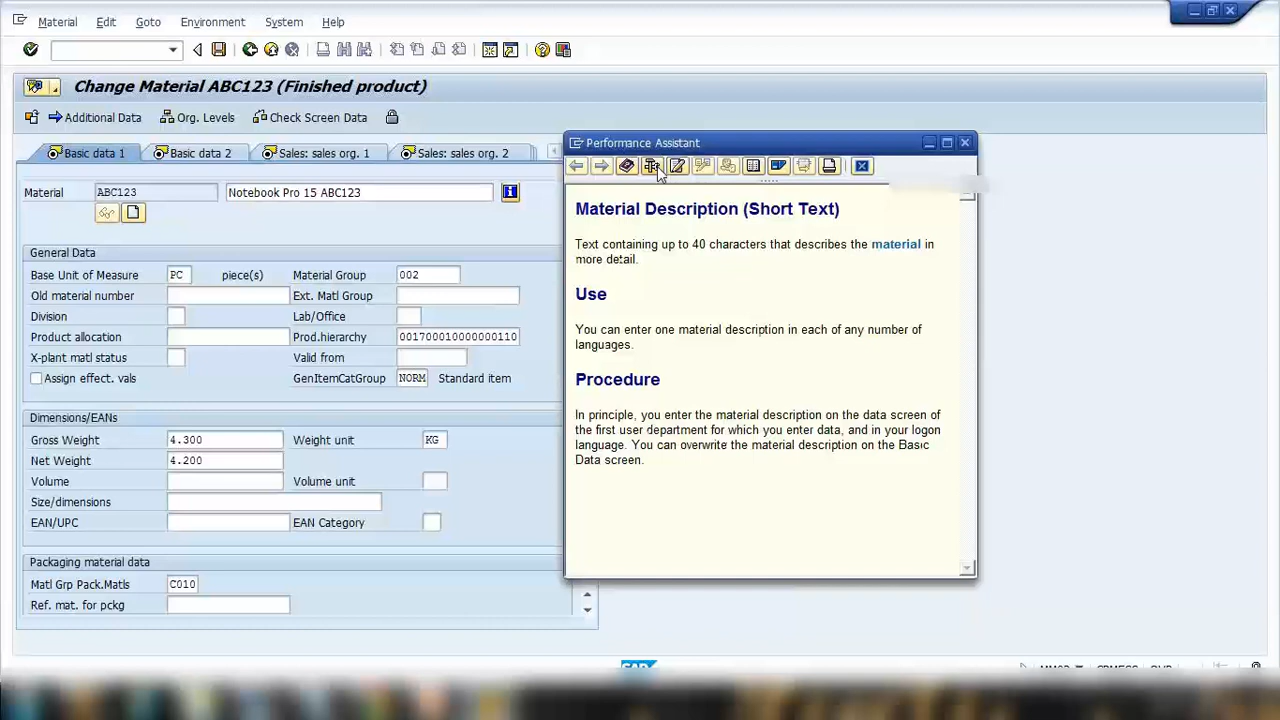 Material Edit Goto Environment System Help
Change Material ABC123 (Finished product)
Additional Data Org. Levels Check Screen Data
Basic data 1 Basic data 2 Sales: sales org. 1 Sales: sales org. 2
Material ABC123 Notebook Pro 15 ABC123
General Data
Base Unit of Measure PC piece(s) Material Group 002
Old material number Ext. Matl Group
Division Lab/Office
Product allocation Prod.hierarchy 001700010000000110
X-plant matl status Valid from
Assign effect. vals GenItemCatGroup NORM Standard item
Dimensions/EANs
Gross Weight 4.300 Weight unit KG
Net Weight 4.200
Volume Volume unit
Size/dimensions
EAN/UPC EAN Category
Packaging material data
Matl Grp Pack.Matls C010
Ref. mat. for pckg
Performance Assistant
Material Description (Short Text)
Text containing up to 40 characters that describes the material in
more detail.
Use
You can enter one material description in each of any number of
languages.
Procedure
In principle, you enter the material description on the data screen of
the first user department for which you enter data, and in your logon
language. You can overwrite the material description on the Basic
Data screen.